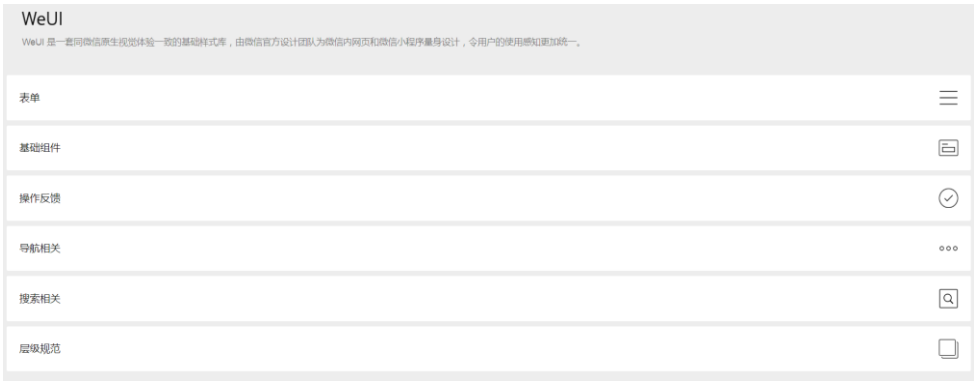 WeUI
WeUI 是一套同微信原生视觉体验一致的基础样式库，由微信官方设计团队为微信内网页和微信小程序量身设计，令用户的使用感知更加统一。
表单
基础组件
操作反馈
导航相关
搜索相关
层级规范